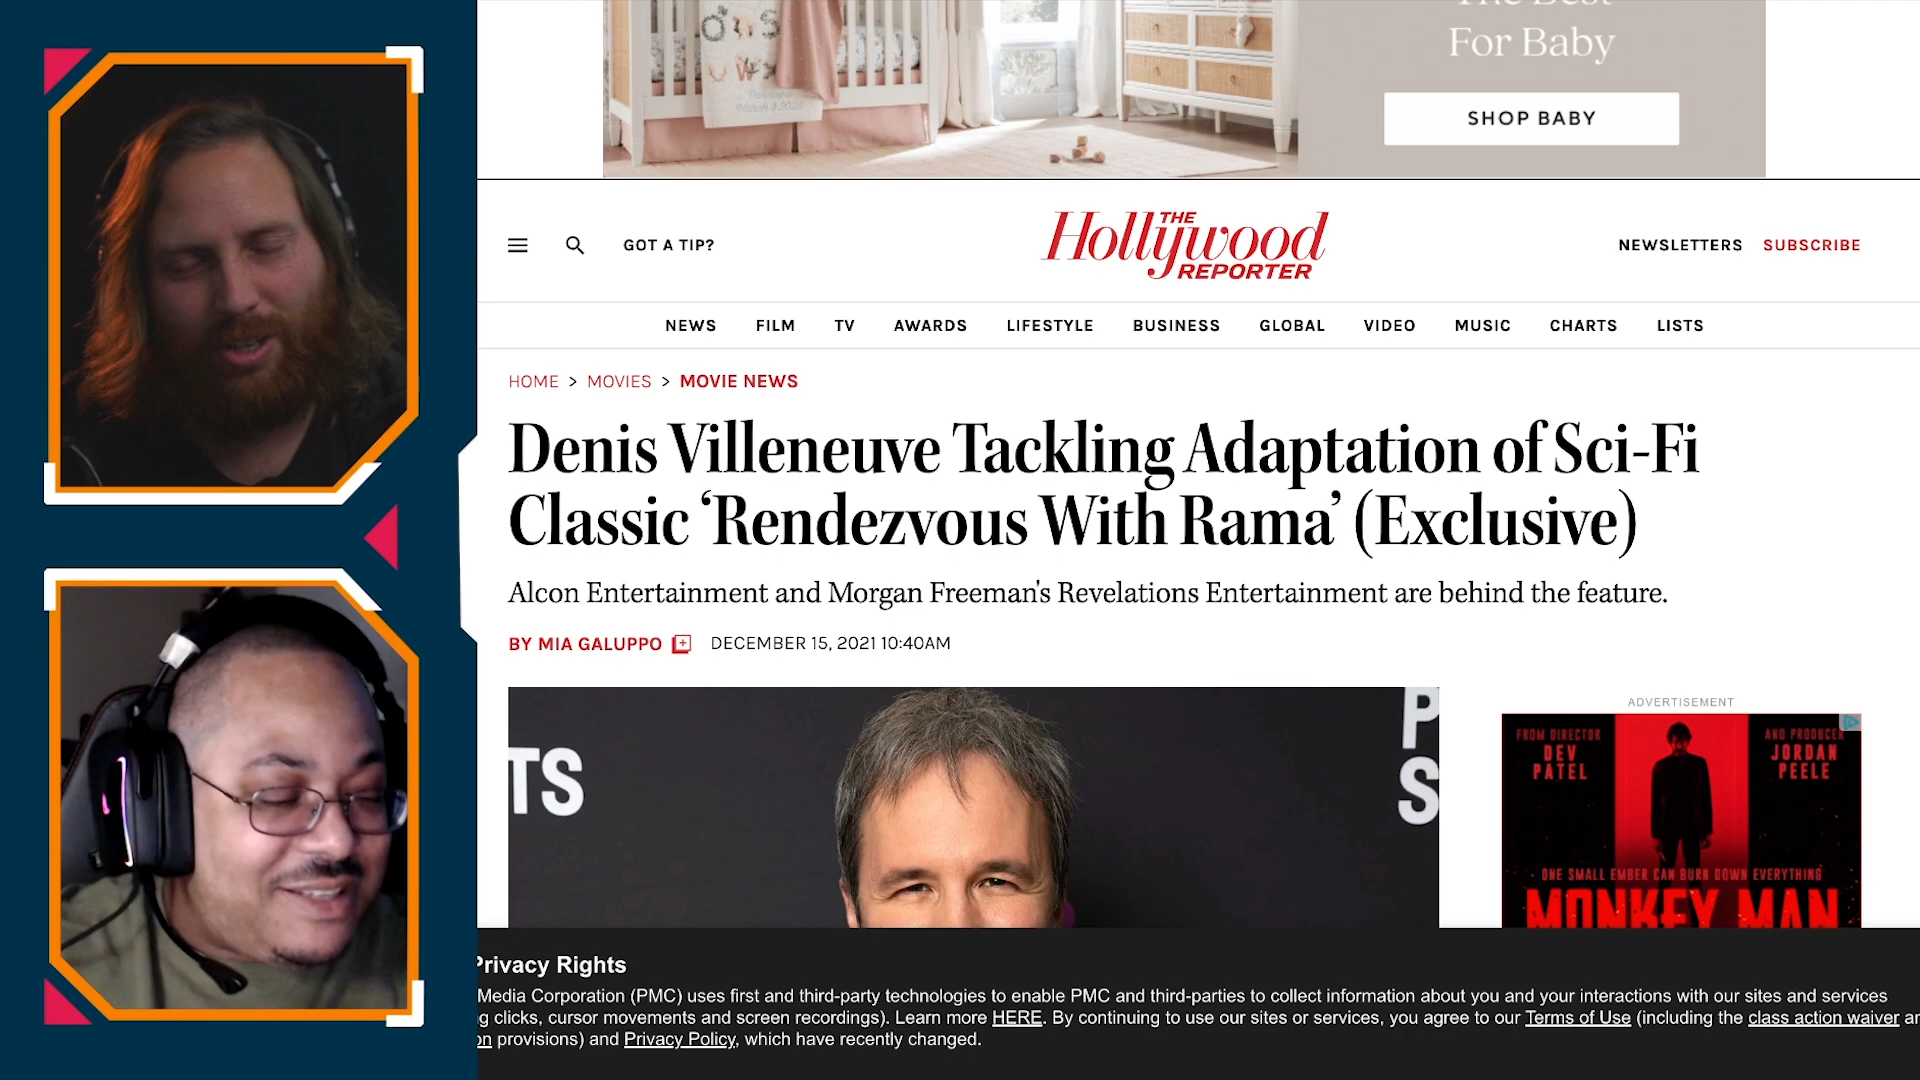 The Best
For Baby
SHOP BABY
GOT A TIP?
THE
Hollywood
REPORTER
NEWSLETTERS SUBSCRIBE
NEWS FILM TV AWARDS LIFESTYLE BUSINESS GLOBAL VIDEO MUSIC CHARTS LISTS
HOME > MOVIES > MOVIE NEWS
Denis Villeneuve Tackling Adaptation of Sci-Fi
Classic ‘Rendezvous With Rama’ (Exclusive)
Alcon Entertainment and Morgan Freeman's Revelations Entertainment are behind the feature.
BY MIA GALUPPO DECEMBER 15, 2021 10:40AM
TS
P
S
ADVERTISEMENT
FROM DIRECTOR
DEV
PATEL
AND PRODUCER
JORDAN
PEELE
ONE SMALL EMBER CAN BURN DOWN EVERYTHING
MONKEY MAN
Privacy Rights
Media Corporation (PMC) uses first and third-party technologies to enable PMC and third-parties to collect information about you and your interactions with our sites and services
g clicks, cursor movements and screen recordings). Learn more HERE. By continuing to use our sites or services, you agree to our Terms of Use (including the class action waiver
on provisions) and Privacy Policy, which have recently changed.